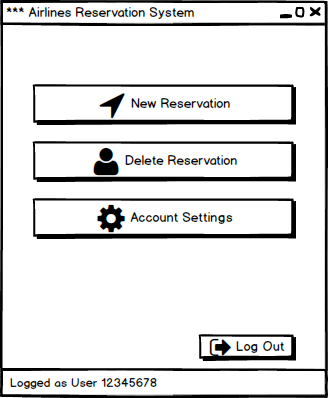 *** Airlines Reservation System
New Reservation
Delete Reservation
Account Settings
Log Out
Logged as User 12345678